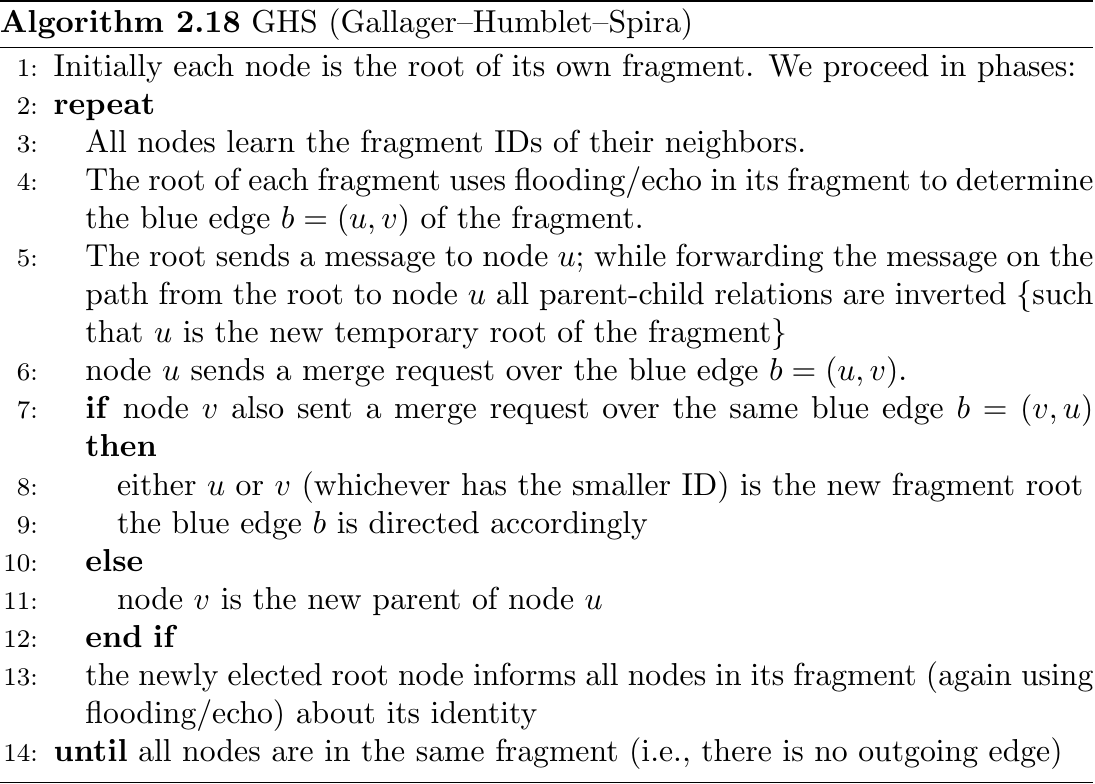 Algorithm 2.18 GHS (Gallager–Humblet–Spira)
1: Initially each node is the root of its own fragment. We proceed in phases:
2: repeat
3: All nodes learn the fragment IDs of their neighbors.
4: The root of each fragment uses flooding/echo in its fragment to determine
the blue edge b = (u, v) of the fragment.
5: The root sends a message to node u; while forwarding the message on the
path from the root to node u all parent-child relations are inverted {such
that u is the new temporary root of the fragment}
6: node u sends a merge request over the blue edge b = (u, v).
7: if node v also sent a merge request over the same blue edge b = (v, u)
then
8: either u or v (whichever has the smaller ID) is the new fragment root
9: the blue edge b is directed accordingly
10: else
11: node v is the new parent of node u
12: end if
13: the newly elected root node informs all nodes in its fragment (again using
flooding/echo) about its identity
14: until all nodes are in the same fragment (i.e., there is no outgoing edge)